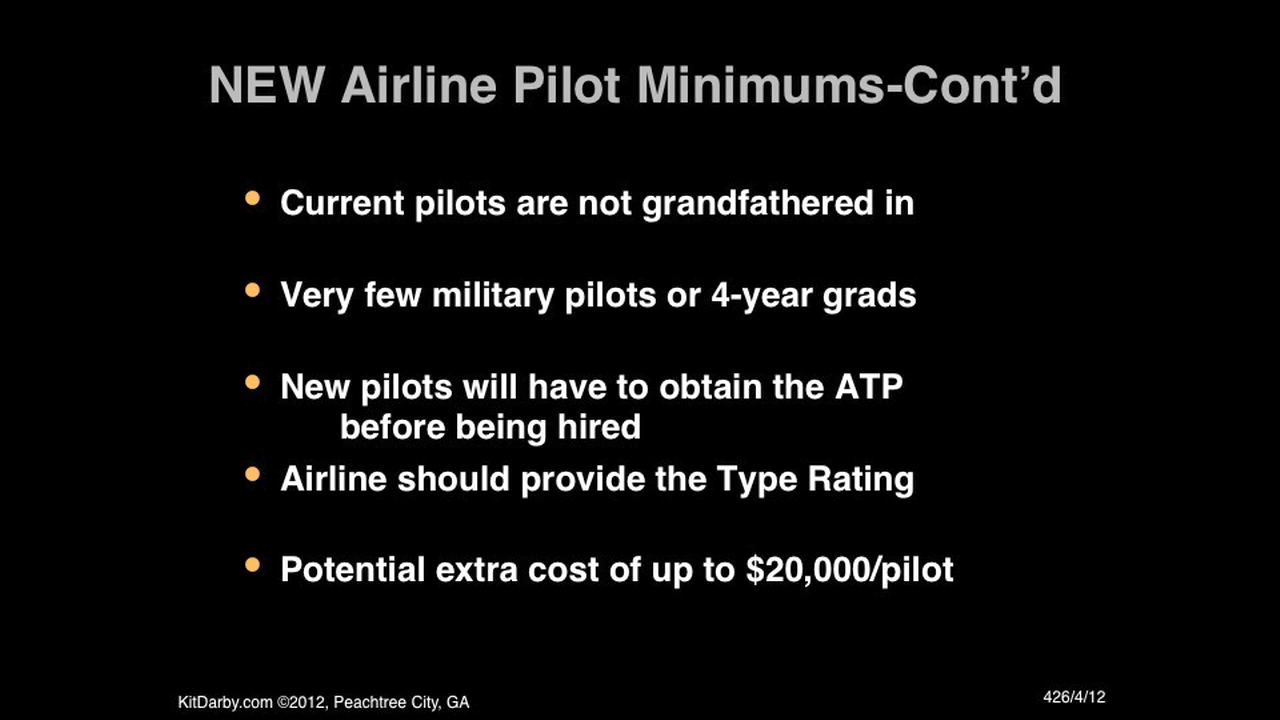 NEW Airline Pilot Minimums-Cont’d
• Current pilots are not grandfathered in
• Very few military pilots or 4-year grads
• New pilots will have to obtain the ATP
before being hired
• Airline should provide the Type Rating
• Potential extra cost of up to $20,000/pilot
KitDarby.com ©2012, Peachtree City, GA
426/4/12